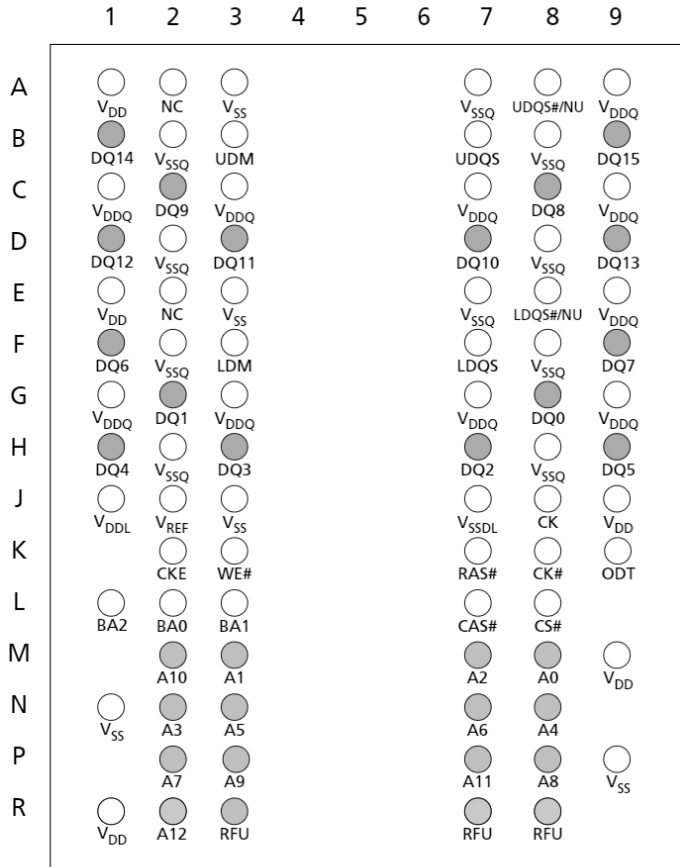 1 2 3 4 5 6 7 8 9
A
VDD NC VSS VSSQ UDQS#/NU VDDQ
B
DQ14 VSSQ UDM UDQS VSSQ DQ15
C
VDDQ DQ9 VDDQ VDDQ DQ8 VDDQ
D
DQ12 VSSQ DQ11 DQ10 VSSQ DQ13
E
VDD NC VSS VSSQ LDQS#/NU VDDQ
F
DQ6 VSSQ LDM LDQS VSSQ DQ7
G
VDDQ DQ1 VDDQ VDDQ DQ0 VDDQ
H
DQ4 VSSQ DQ3 DQ2 VSSQ DQ5
J
VDDL VREF VSS VSSDL CK VDD
K
CKE WE# RAS# CK# ODT
L
BA2 BA0 BA1 CAS# CS#
M
A10 A1 A2 A0 VDD
N
VSS A3 A5 A6 A4
P
A7 A9 A11 A8 VSS
R
VDD A12 RFU RFU RFU